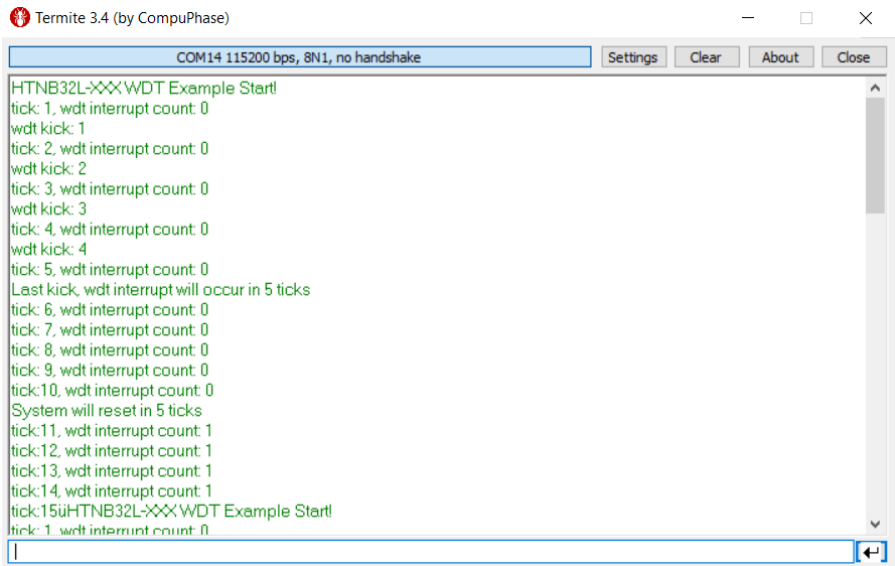 Termite 3.4 (by CompuPhase)
COM14 115200 bps, 8N1, no handshake
Settings
Clear
About
Close
HTNB32L-XXX WDT Example Start!
tick: 1, wdt interrupt count: 0
wdt kick: 1
tick: 2, wdt interrupt count: 0
wdt kick: 2
tick: 3, wdt interrupt count: 0
wdt kick: 3
tick: 4, wdt interrupt count: 0
wdt kick: 4
tick: 5, wdt interrupt count: 0
Last kick, wdt interrupt will occur in 5 ticks
tick: 6, wdt interrupt count: 0
tick: 7, wdt interrupt count: 0
tick: 8, wdt interrupt count: 0
tick: 9, wdt interrupt count: 0
tick:10, wdt interrupt count: 0
System will reset in 5 ticks
tick:11, wdt interrupt count: 1
tick:12, wdt interrupt count: 1
tick:13, wdt interrupt count: 1
tick:14, wdt interrupt count: 1
tick:15üHTNB32L-XXX WDT Example Start!
tick: 1, wdt interrupt count: 0